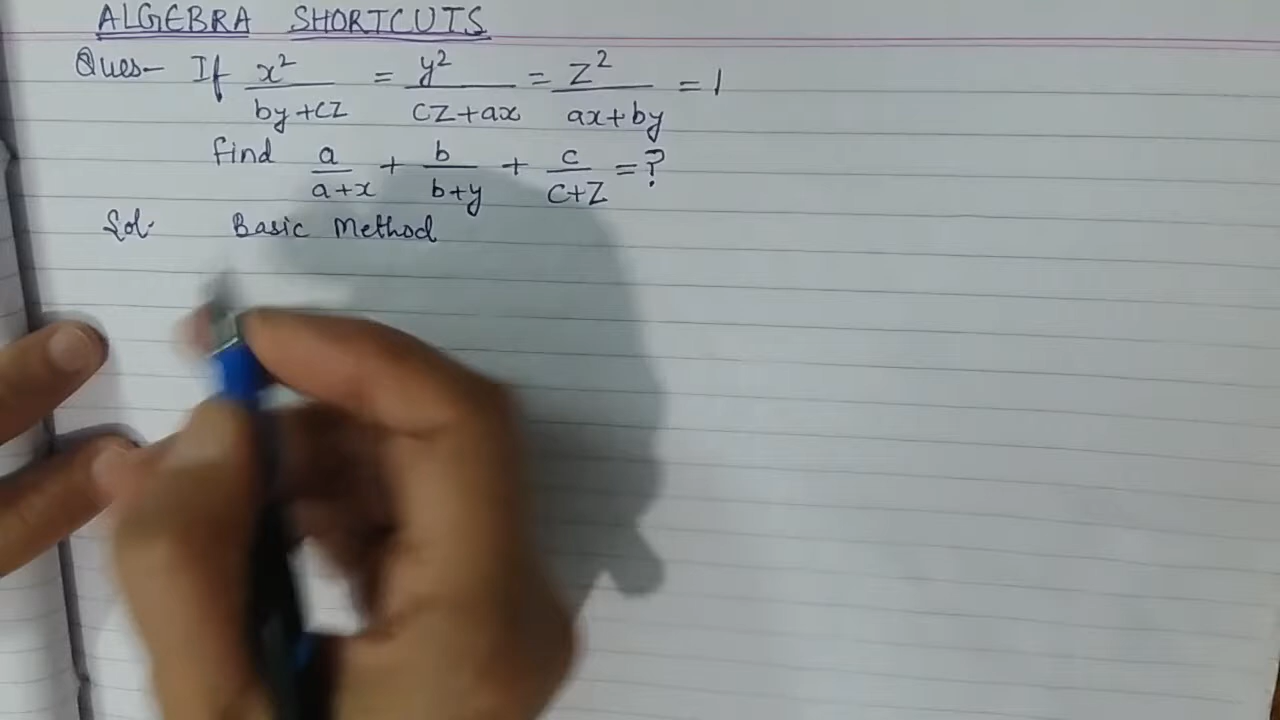 ALGEBRA SHORTCUTS
Ques- If x²/(by+cz) = y²/(cz+ax) = z²/(ax+by) = 1
find a/(a+x) + b/(b+y) + c/(c+z) = ?
Sol. Basic Method